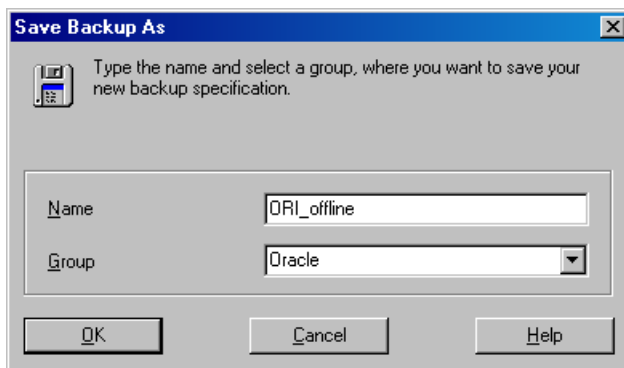 Save Backup As
Type the name and select a group, where you want to save your
new backup specification.
Name
ORI_offline
Group
Oracle
OK
Cancel
Help